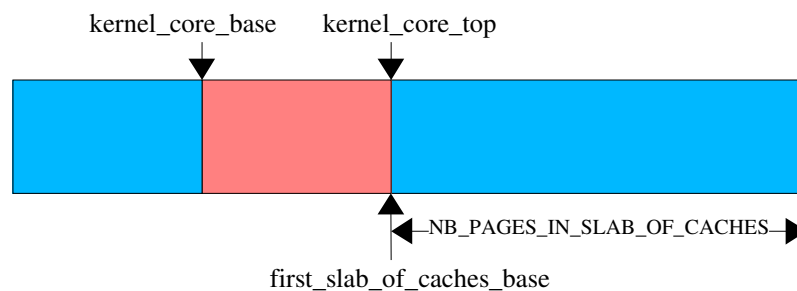 kernel_core_base
kernel_core_top
NB_PAGES_IN_SLAB_OF_CACHES
first_slab_of_caches_base